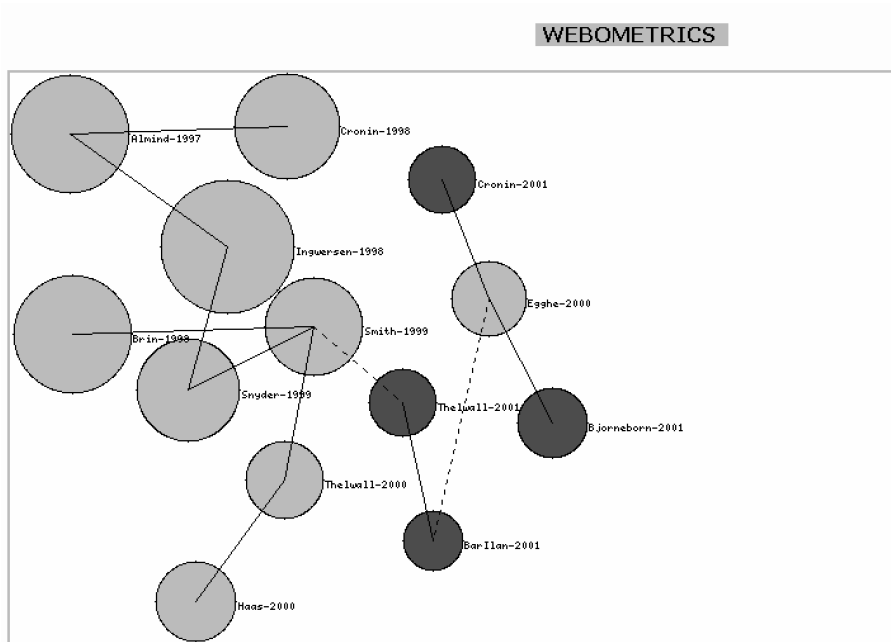 WEBOMETRICS
Almind-1997
Cronin-1998
Cronin-2001
Ingwersen-1998
Egghe-2000
Brin-1998
Smith-1999
Snyder-1999
Thelwall-2001
Bjorneborn-2001
Thelwall-2000
BarIlan-2001
Haas-2000